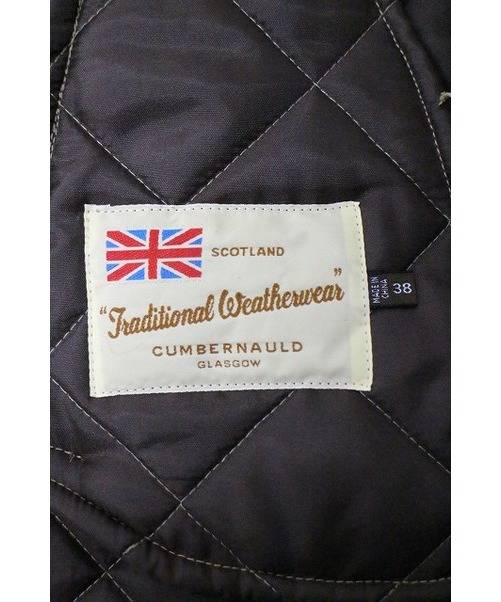 SCOTLAND
"Traditional Weatherwear"
CUMBERNAULD
GLASGOW
MADE IN
CHINA
38